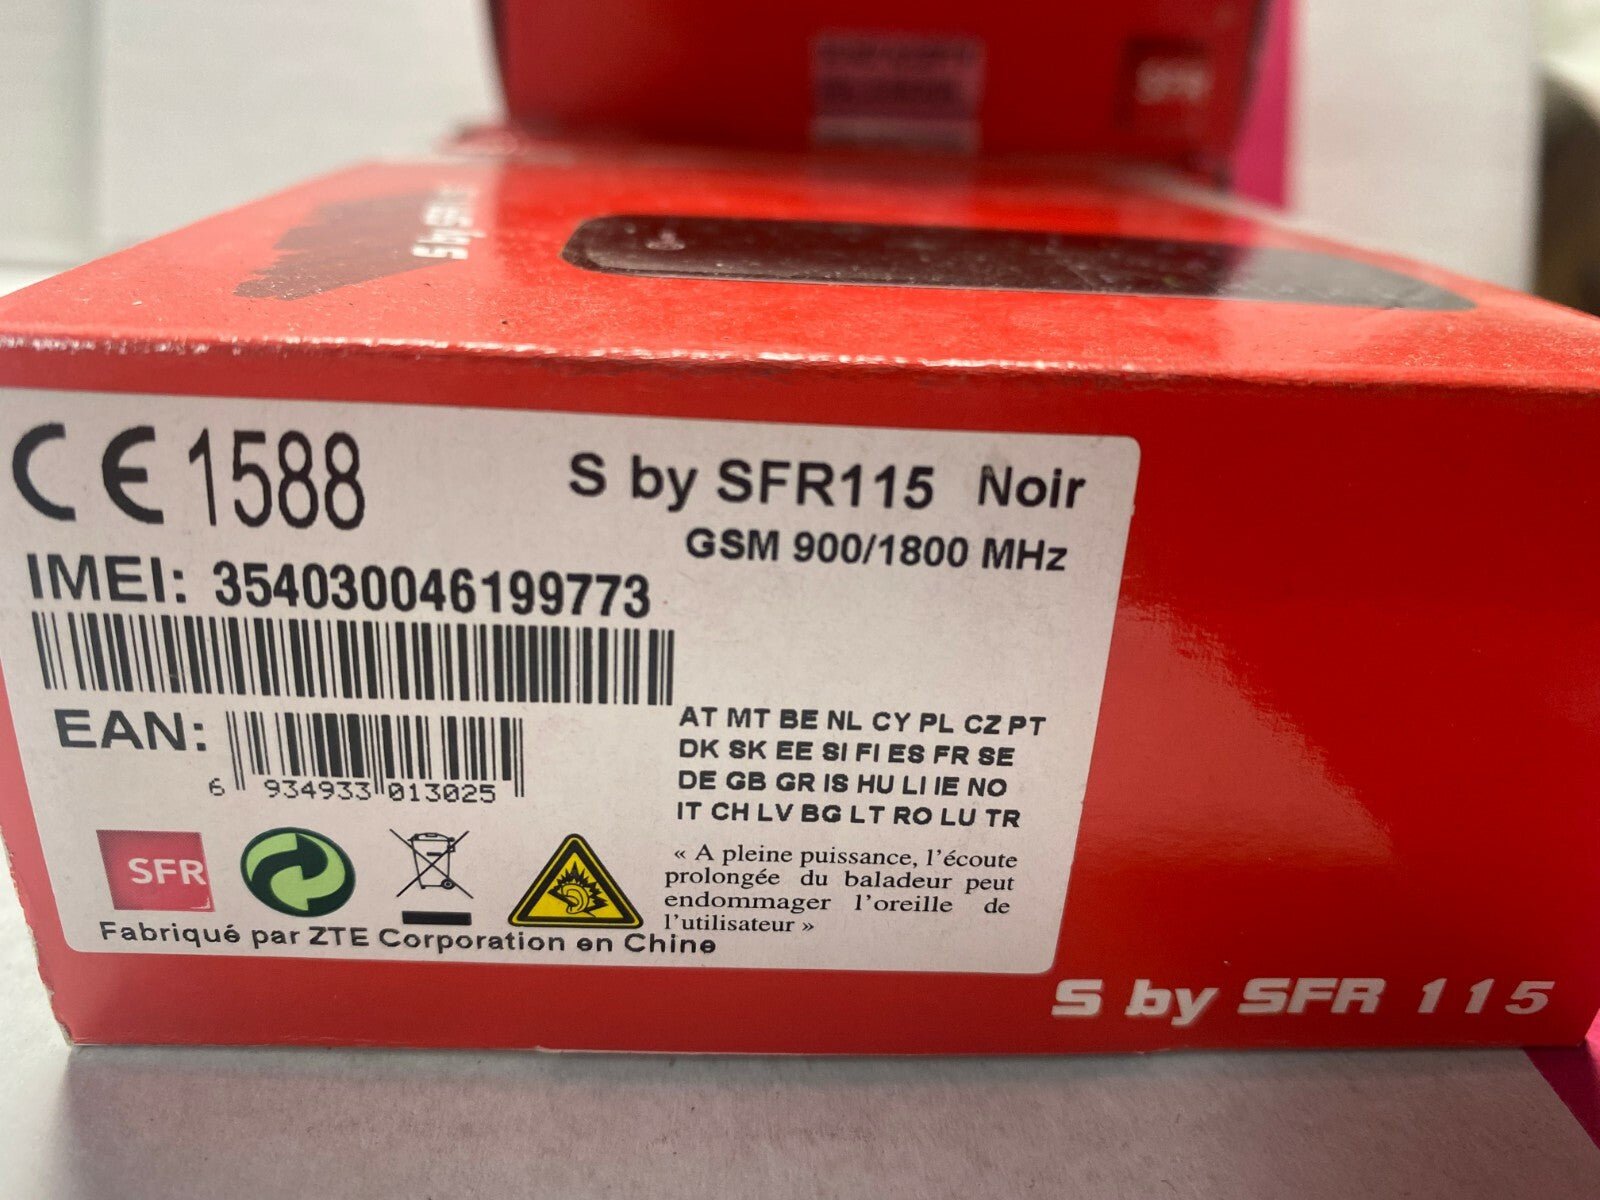 SFR
S by SFR
CE 1588
S by SFR115 Noir
GSM 900/1800 MHz
IMEI: 354030046199773
EAN:
6 934933 013025
AT MT BE NL CY PL CZ PT
DK SK EE SI FI ES FR SE
DE GB GR IS HU LI IE NO
IT CH LV BG LT RO LU TR
SFR
« A pleine puissance, l'écoute
prolongée du baladeur peut
endommager l'oreille de
l'utilisateur »
Fabriqué par ZTE Corporation en Chine
S by SFR 115